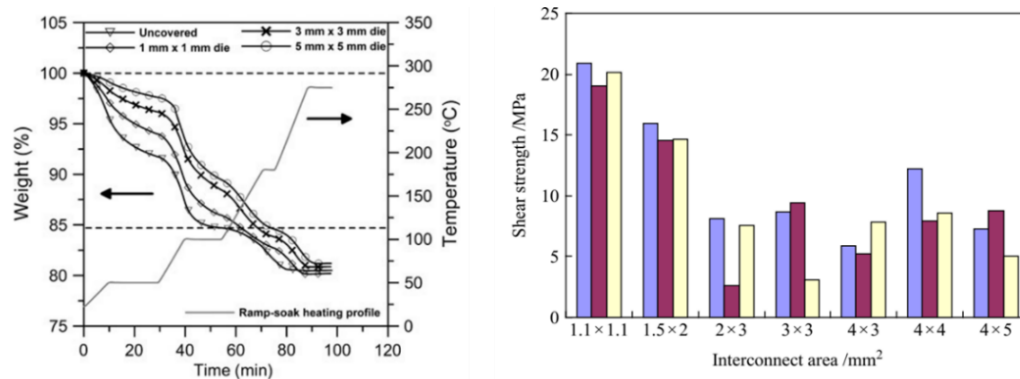 105
100
95
90
85
80
75
Weight (%)
Uncovered
1 mm x 1 mm die
3 mm x 3 mm die
5 mm x 5 mm die
350
300
250
200
150
100
50
0
Temperature (°C)
Ramp-soak heating profile
0 20 40 60 80 100 120
Time (min)
25
20
15
10
5
0
Shear strength /MPa
1.1×1.1 1.5×2 2×3 3×3 4×3 4×4 4×5
Interconnect area /mm²